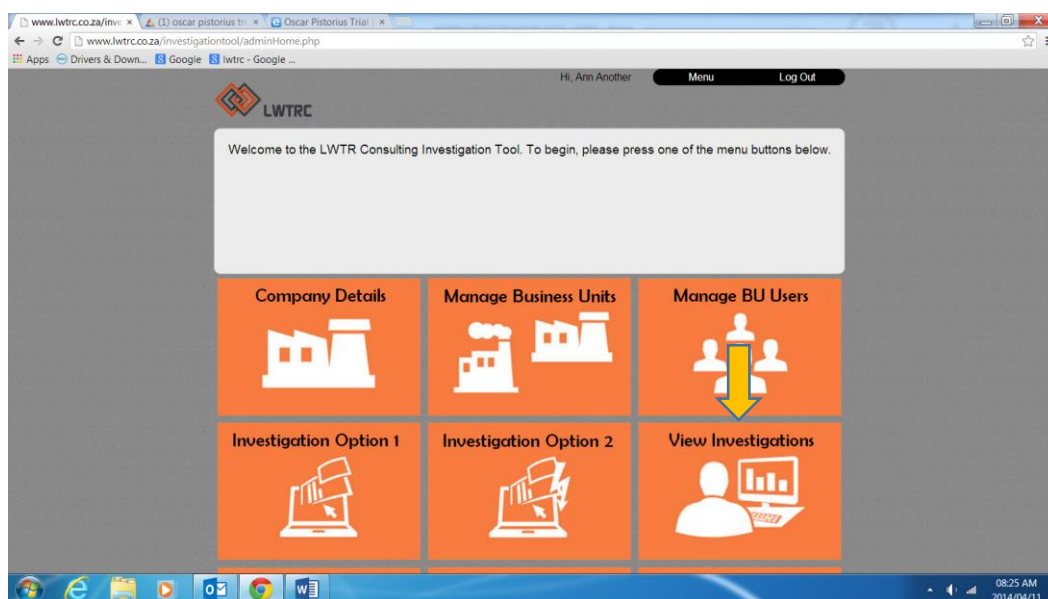 www.lwtrc.co.za/inve
(1) oscar pistorius tri
Oscar Pistorius Trial
www.lwtrc.co.za/investigationtool/adminHome.php
Apps
Drivers & Down...
Google
lwtrc - Google ...
Hi, Ann Another
Menu
Log Out
LWTRC
Welcome to the LWTR Consulting Investigation Tool. To begin, please press one of the menu buttons below.
Company Details
Manage Business Units
Manage BU Users
Investigation Option 1
Investigation Option 2
View Investigations
08:25 AM
2014/04/11